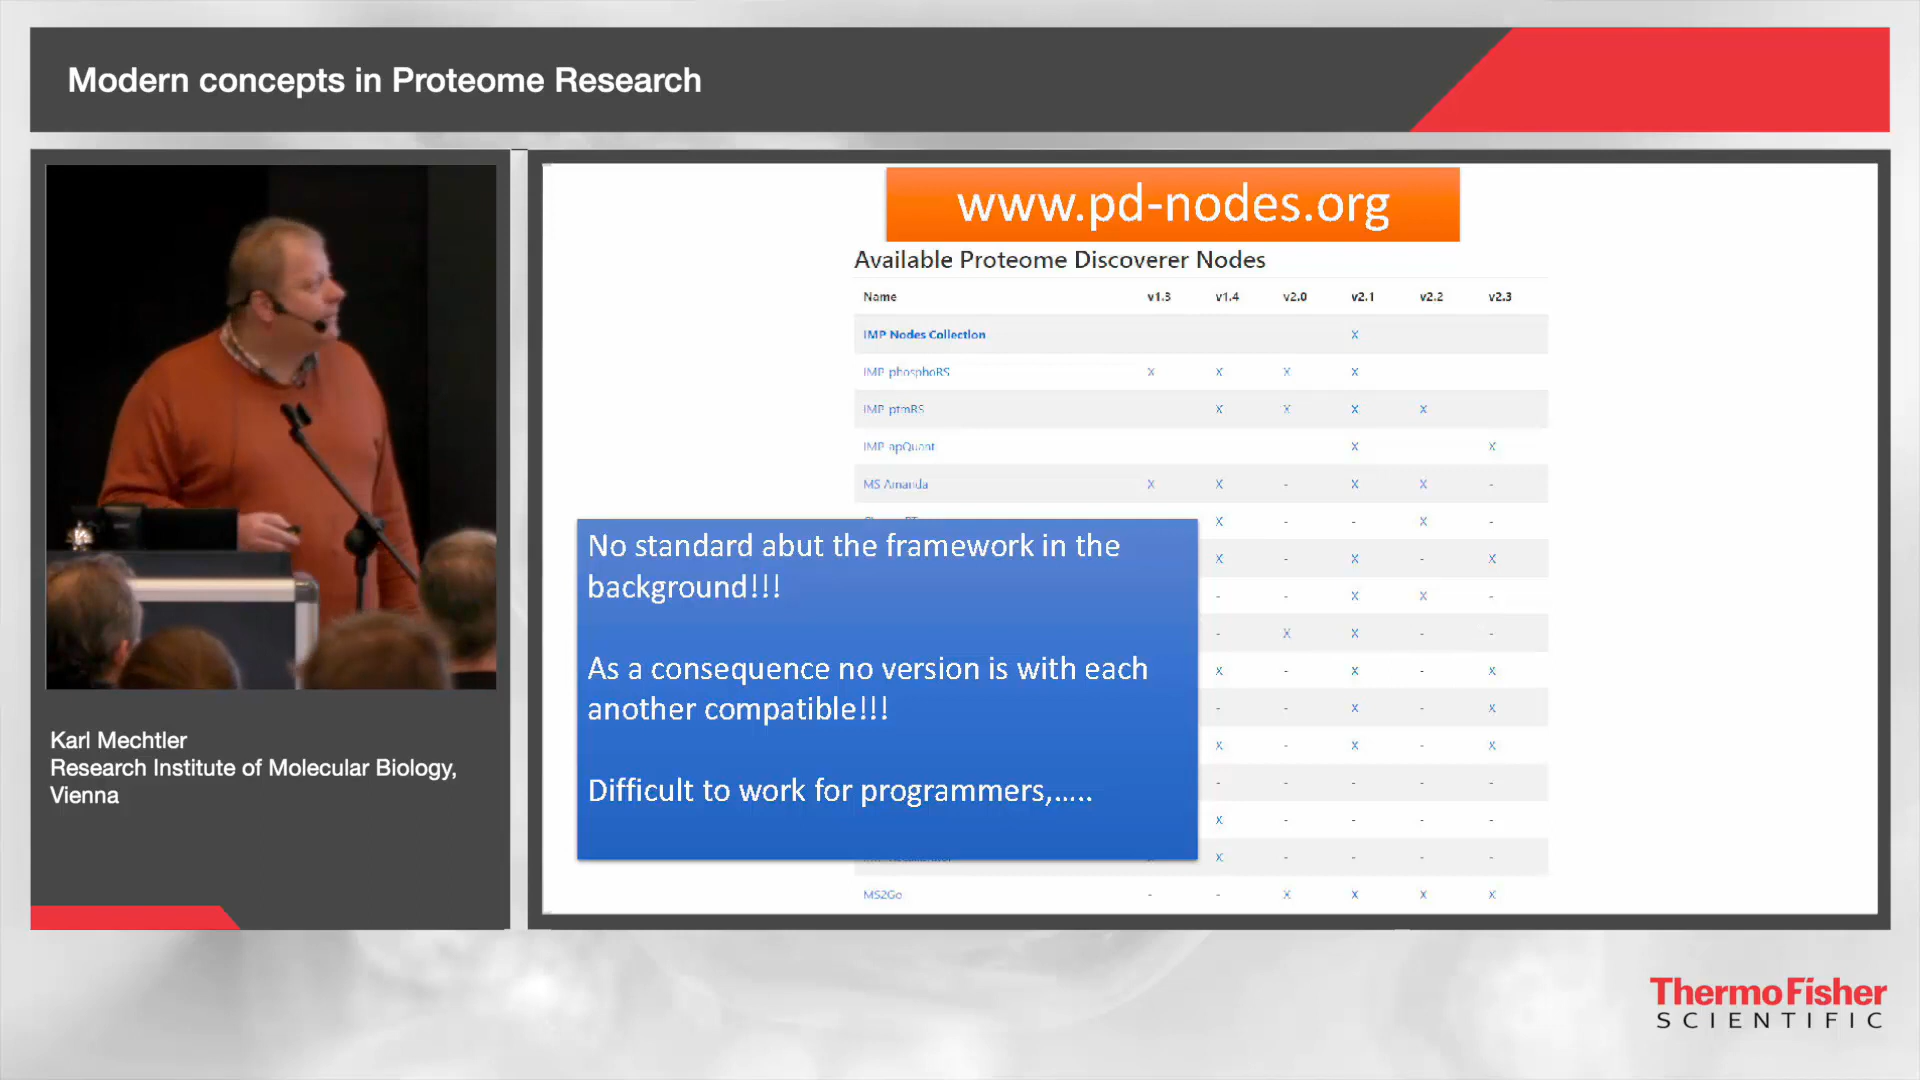 Modern concepts in Proteome Research
www.pd-nodes.org
Available Proteome Discoverer Nodes
Name v1.3 v1.4 v2.0 v2.1 v2.2 v2.3
IMP Nodes Collection X
IMP phosphoRS X X X X
IMP ptmRS X X X X
IMP apQuant X X
MS Amanda X X - X X -
X - - X -
X - X - X
- - X X -
- X X - -
X - X - X
- - X - X
X - X - X
- - - - -
X - - - -
X - - - -
MS2Go - - X X X X
No standard abut the framework in the
background!!!
As a consequence no version is with each
another compatible!!!
Difficult to work for programmers,.....
Karl Mechtler
Research Institute of Molecular Biology,
Vienna
ThermoFisher
SCIENTIFIC